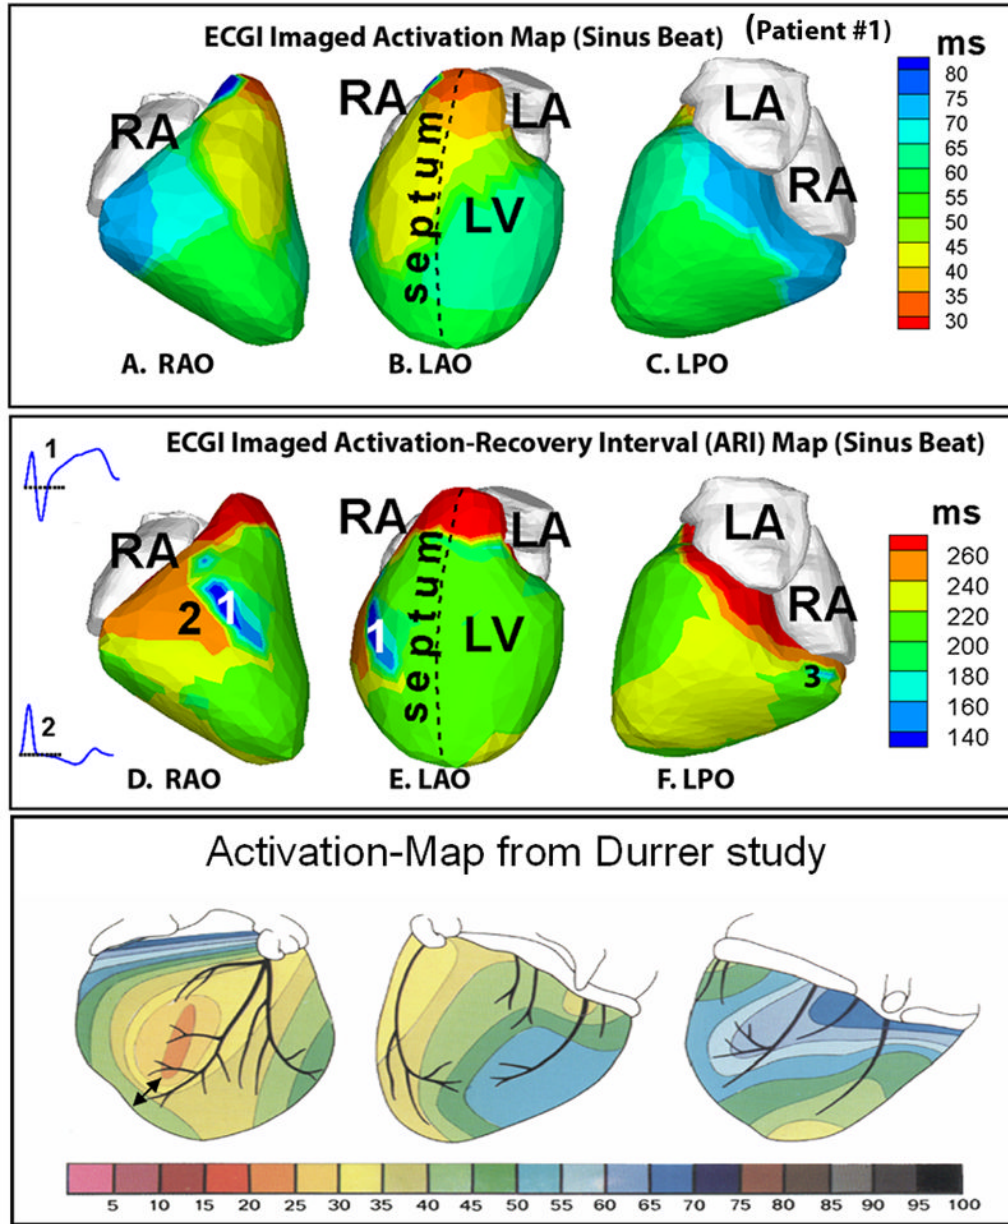 ECGI Imaged Activation Map (Sinus Beat) (Patient #1)
ms
RA
RA
LA
LA
RA
septum
LV
80
75
70
65
60
55
50
45
40
35
30
A. RAO
B. LAO
C. LPO
ECGI Imaged Activation-Recovery Interval (ARI) Map (Sinus Beat)
1
ms
RA
RA
LA
LA
RA
2
1
1
septum
LV
3
260
240
220
200
180
160
140
2
D. RAO
E. LAO
F. LPO
Activation-Map from Durrer study
5 10 15 20 25 30 35 40 45 50 55 60 65 70 75 80 85 90 95 100